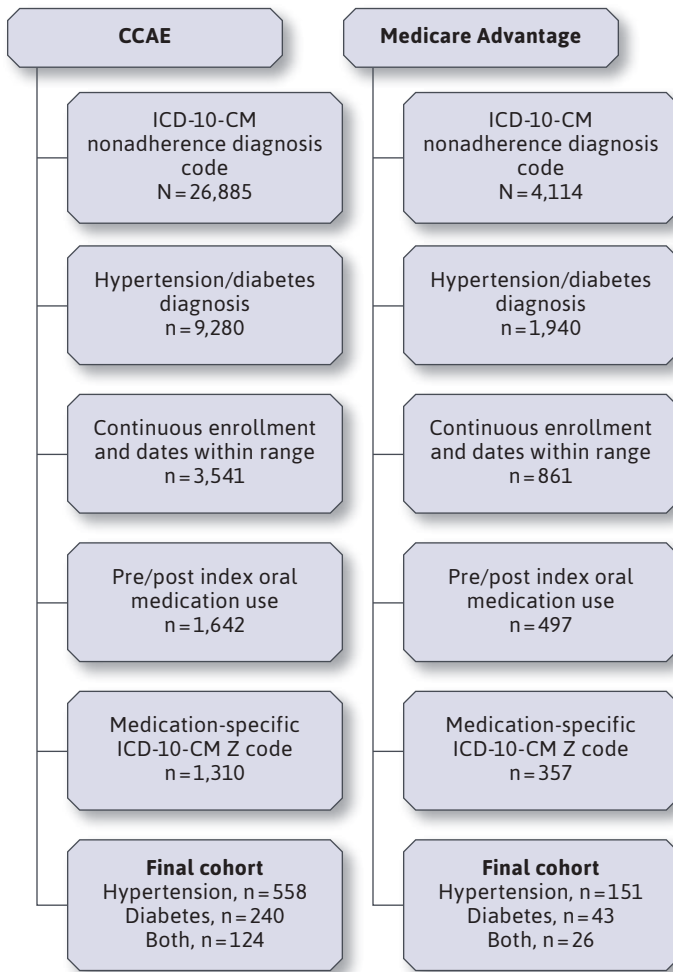 CCAE
ICD-10-CM
nonadherence diagnosis
code
N=26,885
Hypertension/diabetes
diagnosis
n=9,280
Continuous enrollment
and dates within range
n=3,541
Pre/post index oral
medication use
n=1,642
Medication-specific
ICD-10-CM Z code
n=1,310
Final cohort
Hypertension, n=558
Diabetes, n=240
Both, n=124
Medicare Advantage
ICD-10-CM
nonadherence diagnosis
code
N=4,114
Hypertension/diabetes
diagnosis
n=1,940
Continuous enrollment
and dates within range
n=861
Pre/post index oral
medication use
n=497
Medication-specific
ICD-10-CM Z code
n=357
Final cohort
Hypertension, n=151
Diabetes, n=43
Both, n=26